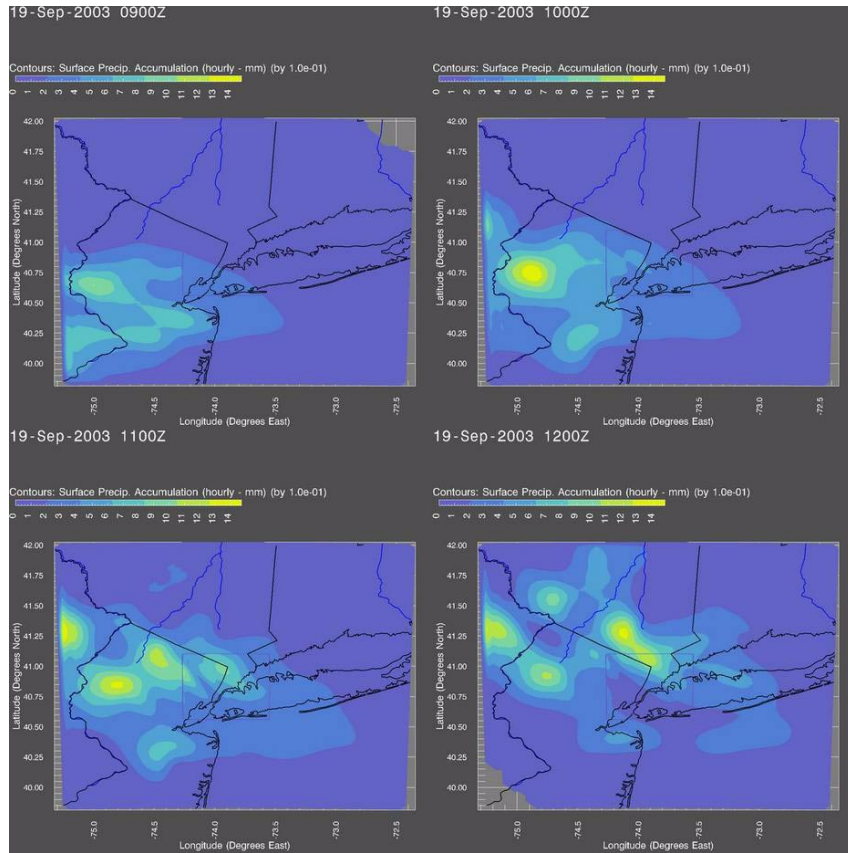 19-Sep-2003 0900Z
Contours: Surface Precip. Accumulation (hourly - mm) (by 1.0e-01)
0 1 2 3 4 5 6 7 8 9 10 11 12 13 14
42.00
41.75
41.50
41.25
41.00
40.75
40.50
40.25
40.00
Latitude (Degrees North)
-75.0 -74.5 -74.0 -73.5 -73.0 -72.5
Longitude (Degrees East)
19-Sep-2003 1000Z
Contours: Surface Precip. Accumulation (hourly - mm) (by 1.0e-01)
0 1 2 3 4 5 6 7 8 9 10 11 12 13 14
42.00
41.75
41.50
41.25
41.00
40.75
40.50
40.25
40.00
Latitude (Degrees North)
-75.0 -74.5 -74.0 -73.5 -73.0 -72.5
Longitude (Degrees East)
19-Sep-2003 1100Z
Contours: Surface Precip. Accumulation (hourly - mm) (by 1.0e-01)
0 1 2 3 4 5 6 7 8 9 10 11 12 13 14
42.00
41.75
41.50
41.25
41.00
40.75
40.50
40.25
40.00
Latitude (Degrees North)
-75.0 -74.5 -74.0 -73.5 -73.0 -72.5
Longitude (Degrees East)
19-Sep-2003 1200Z
Contours: Surface Precip. Accumulation (hourly - mm) (by 1.0e-01)
0 1 2 3 4 5 6 7 8 9 10 11 12 13 14
42.00
41.75
41.50
41.25
41.00
40.75
40.50
40.25
40.00
Latitude (Degrees North)
-75.0 -74.5 -74.0 -73.5 -73.0 -72.5
Longitude (Degrees East)